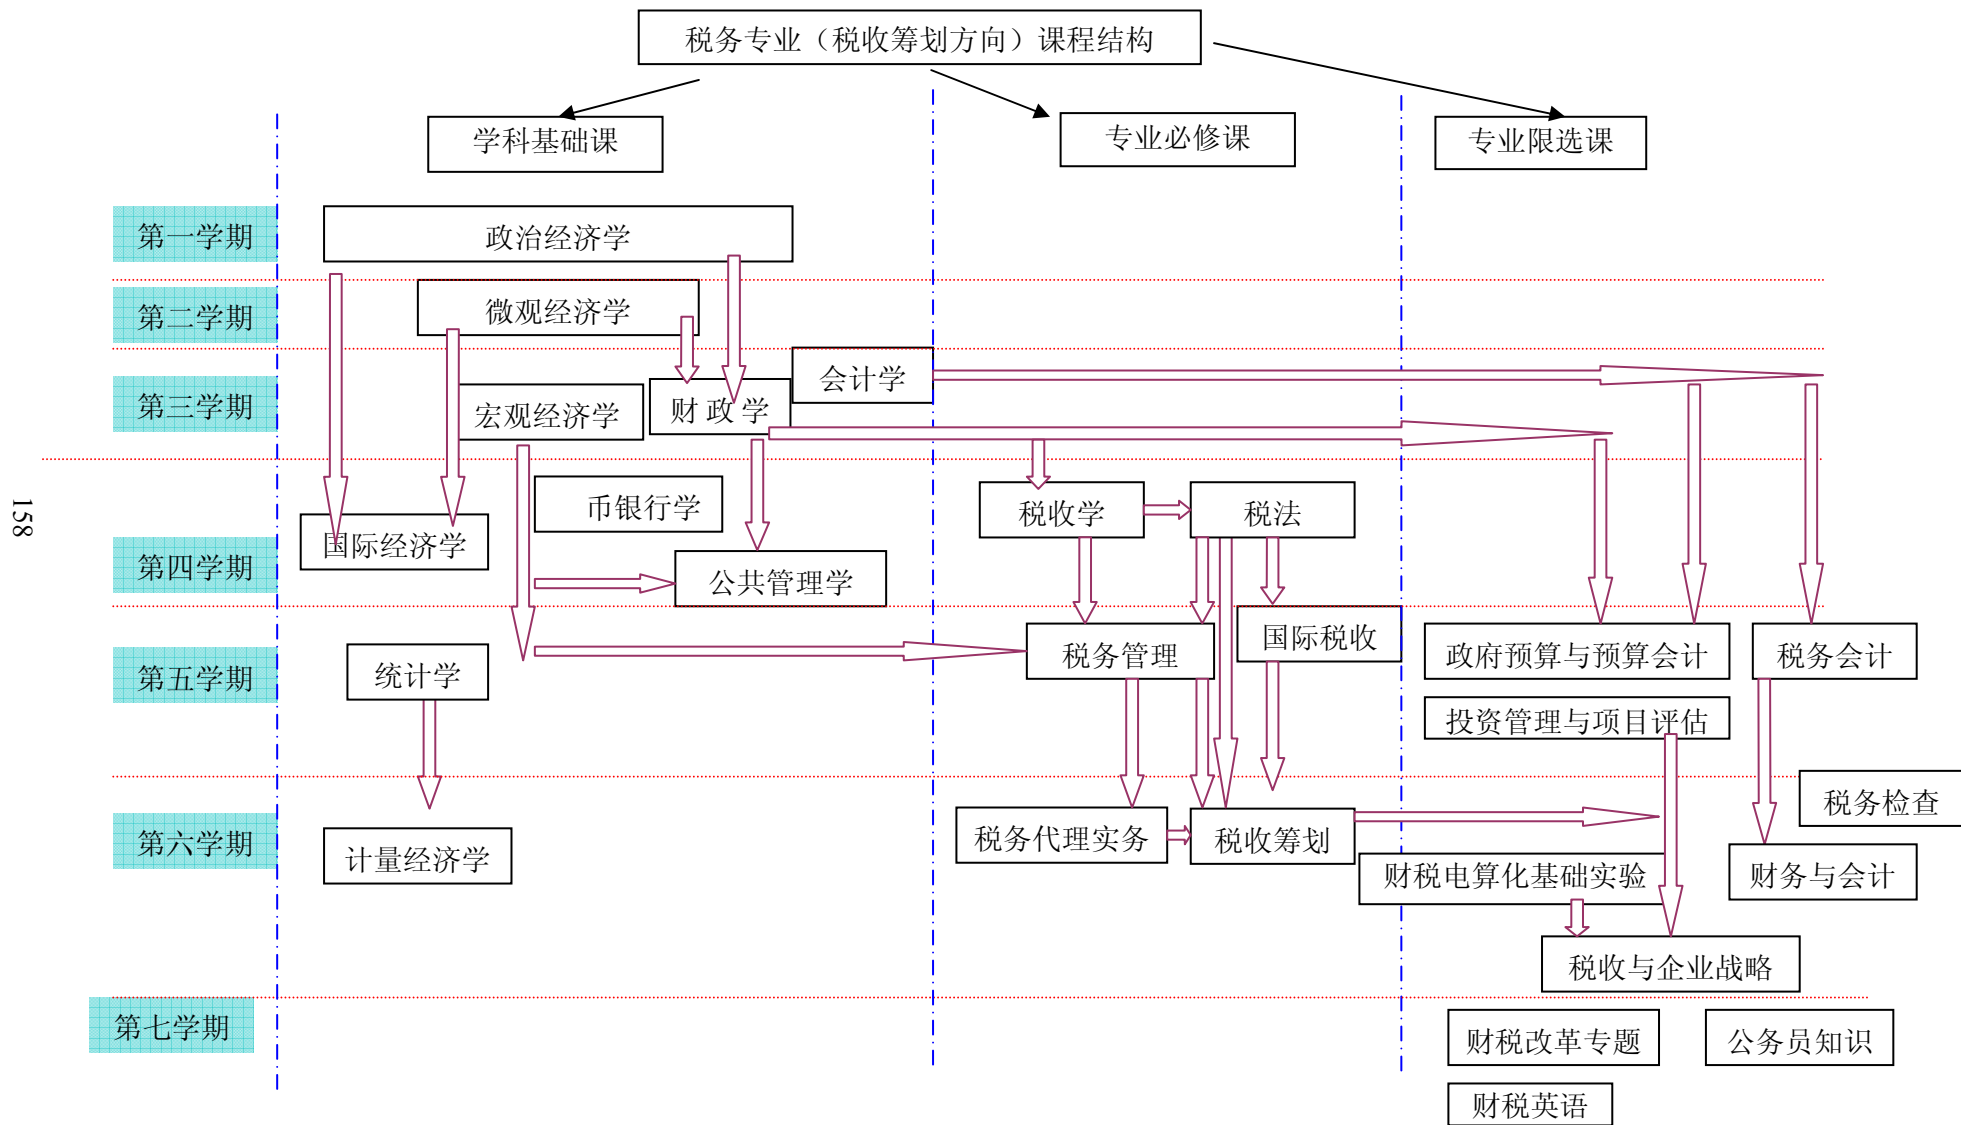 税务专业（税收筹划方向）课程结构
学科基础课
专业必修课
专业限选课
第一学期
政治经济学
第二学期
微观经济学
第三学期
宏观经济学
财政学
会计学
158
第四学期
国际经济学
币银行学
公共管理学
税收学
税法
第五学期
统计学
税务管理
国际税收
政府预算与预算会计
税务会计
投资管理与项目评估
第六学期
计量经济学
税务代理实务
税收筹划
税务检查
财税电算化基础实验
财务与会计
税收与企业战略
第七学期
财税改革专题
公务员知识
财税英语